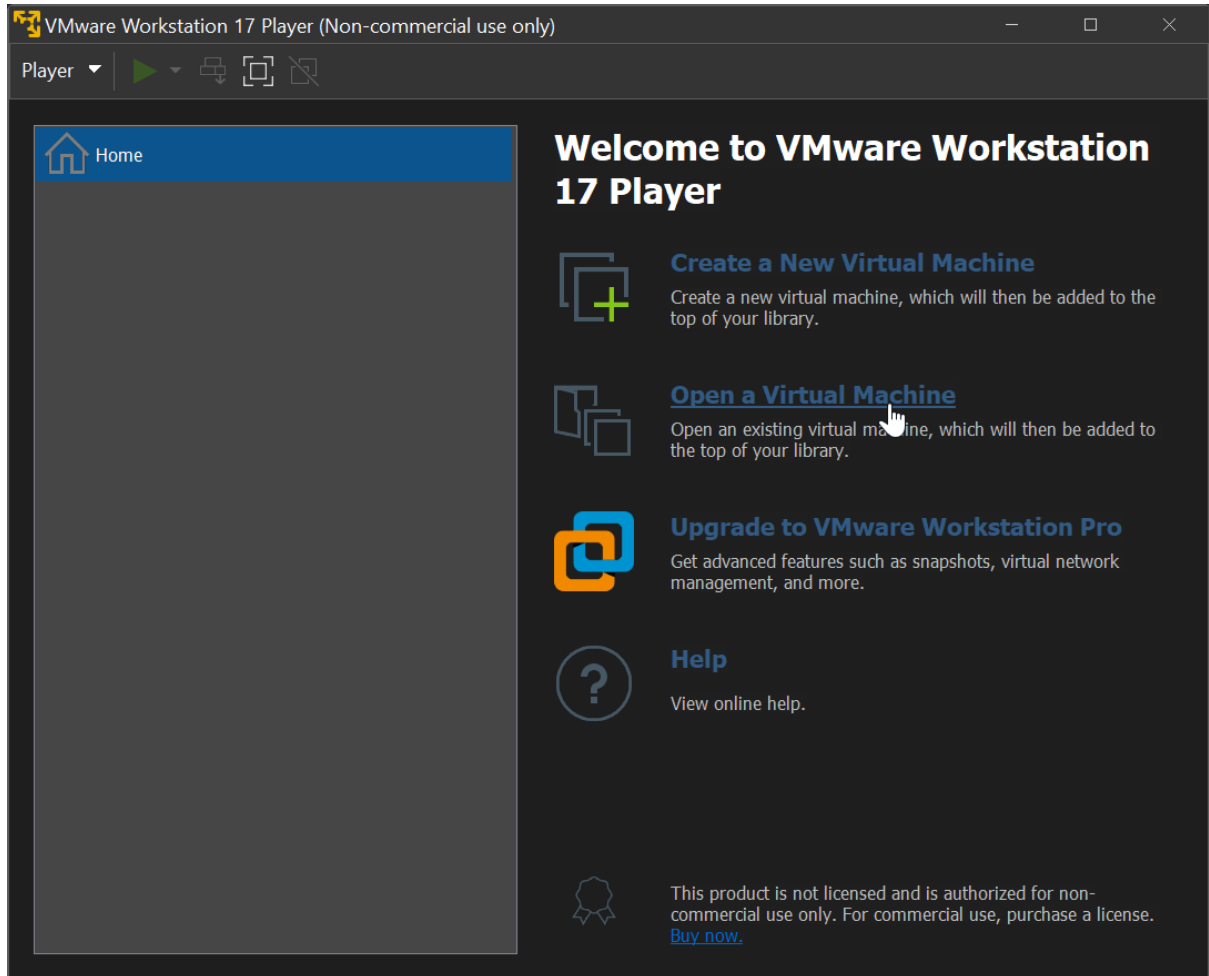 VMware Workstation 17 Player (Non-commercial use only)
Player
Home
Welcome to VMware Workstation
17 Player
Create a New Virtual Machine
Create a new virtual machine, which will then be added to the
top of your library.
Open a Virtual Machine
Open an existing virtual machine, which will then be added to
the top of your library.
Upgrade to VMware Workstation Pro
Get advanced features such as snapshots, virtual network
management, and more.
Help
View online help.
This product is not licensed and is authorized for non-
commercial use only. For commercial use, purchase a license.
Buy now.